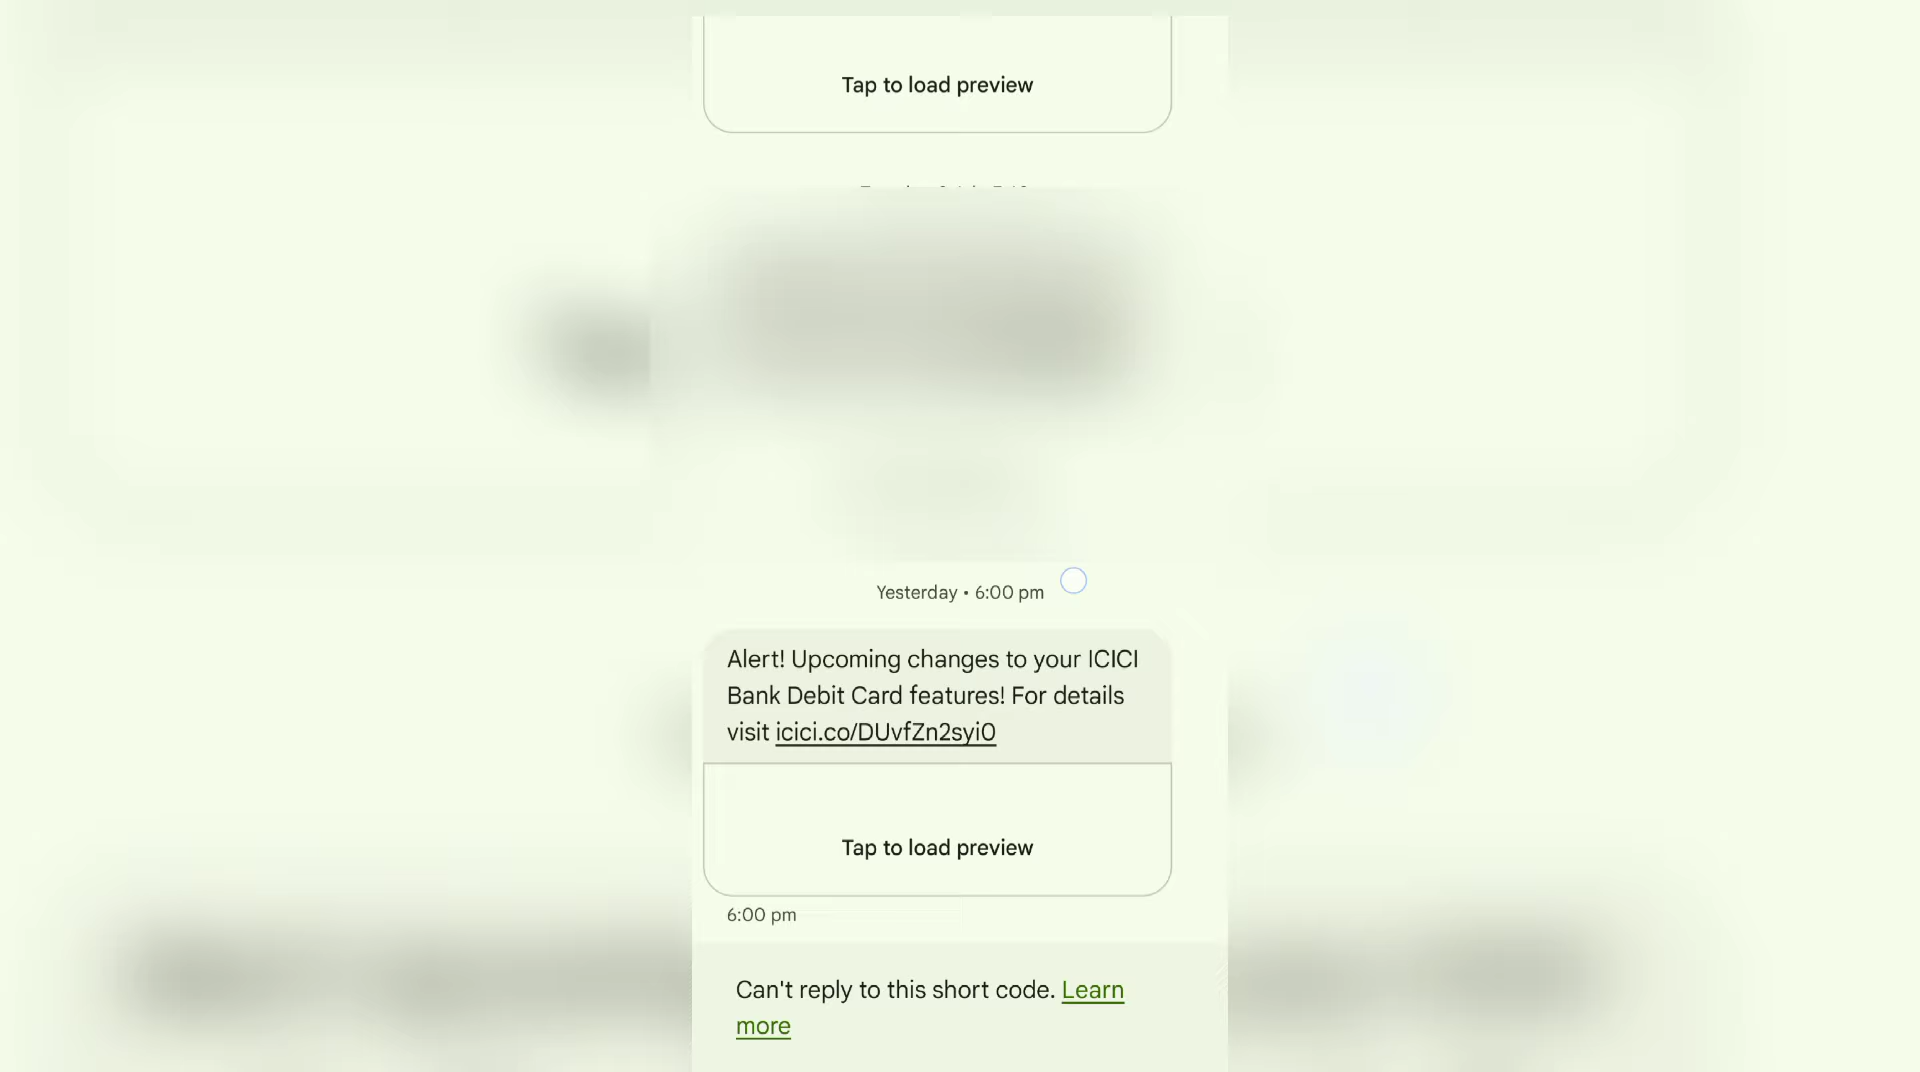 Tap to load preview
Yesterday • 6:00 pm
Alert! Upcoming changes to your ICICI
Bank Debit Card features! For details
visit icici.co/DUvfZn2syi0
Tap to load preview
6:00 pm
Can't reply to this short code. Learn
more